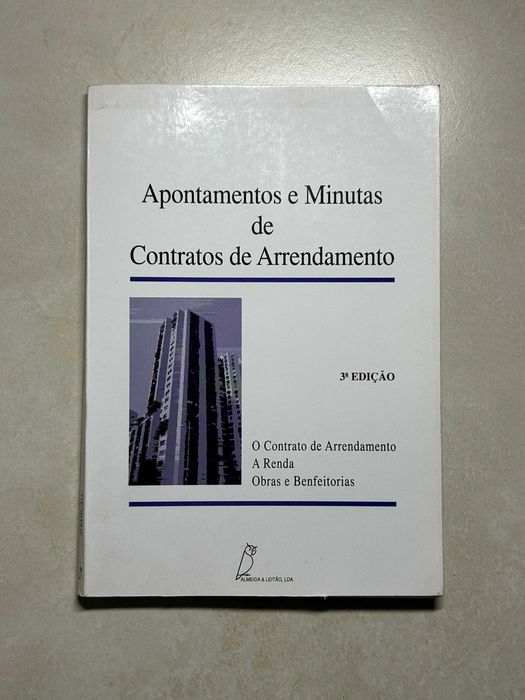 Apontamentos e Minutas
de
Contratos de Arrendamento
3ª EDIÇÃO
O Contrato de Arrendamento
A Renda
Obras e Benfeitorias
ALMEIDA & LEITÃO, LDA.